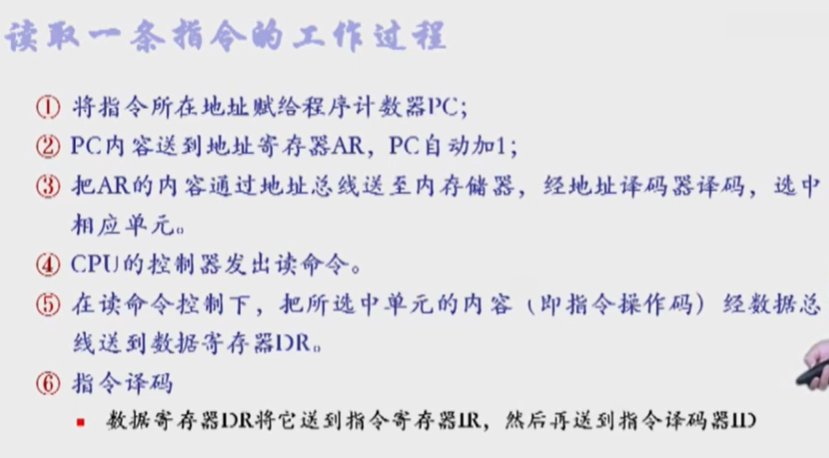 读取一条指令的工作过程
① 将指令所在地址赋给程序计数器PC;
② PC内容送到地址寄存器AR，PC自动加1;
③ 把AR的内容通过地址总线送至内存储器，经地址译码器译码，选中
相应单元。
④ CPU的控制器发出读命令。
⑤ 在读命令控制下，把所选中单元的内容（即指令操作码）经数据总
线送到数据寄存器DR。
⑥ 指令译码
▪ 数据寄存器DR将它送到指令寄存器IR，然后再送到指令译码器ID